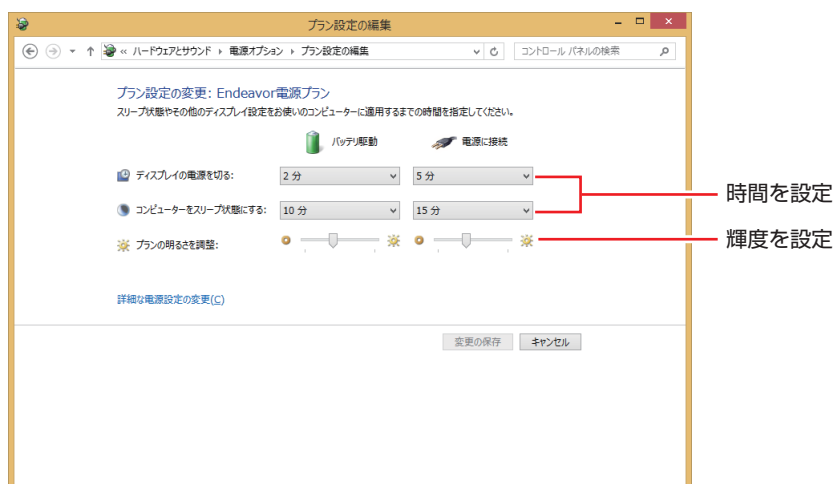 プラン設定の編集
« ハードウェアとサウンド ▸ 電源オプション ▸ プラン設定の編集
コントロール パネルの検索
プラン設定の変更: Endeavor電源プラン
スリープ状態やその他のディスプレイ設定をお使いのコンピューターに適用するまでの時間を指定してください。
バッテリ駆動 電源に接続
ディスプレイの電源を切る: 2 分 5 分
時間を設定
コンピューターをスリープ状態にする: 10 分 15 分
プランの明るさを調整: 輝度を設定
詳細な電源設定の変更(C)
変更の保存 キャンセル